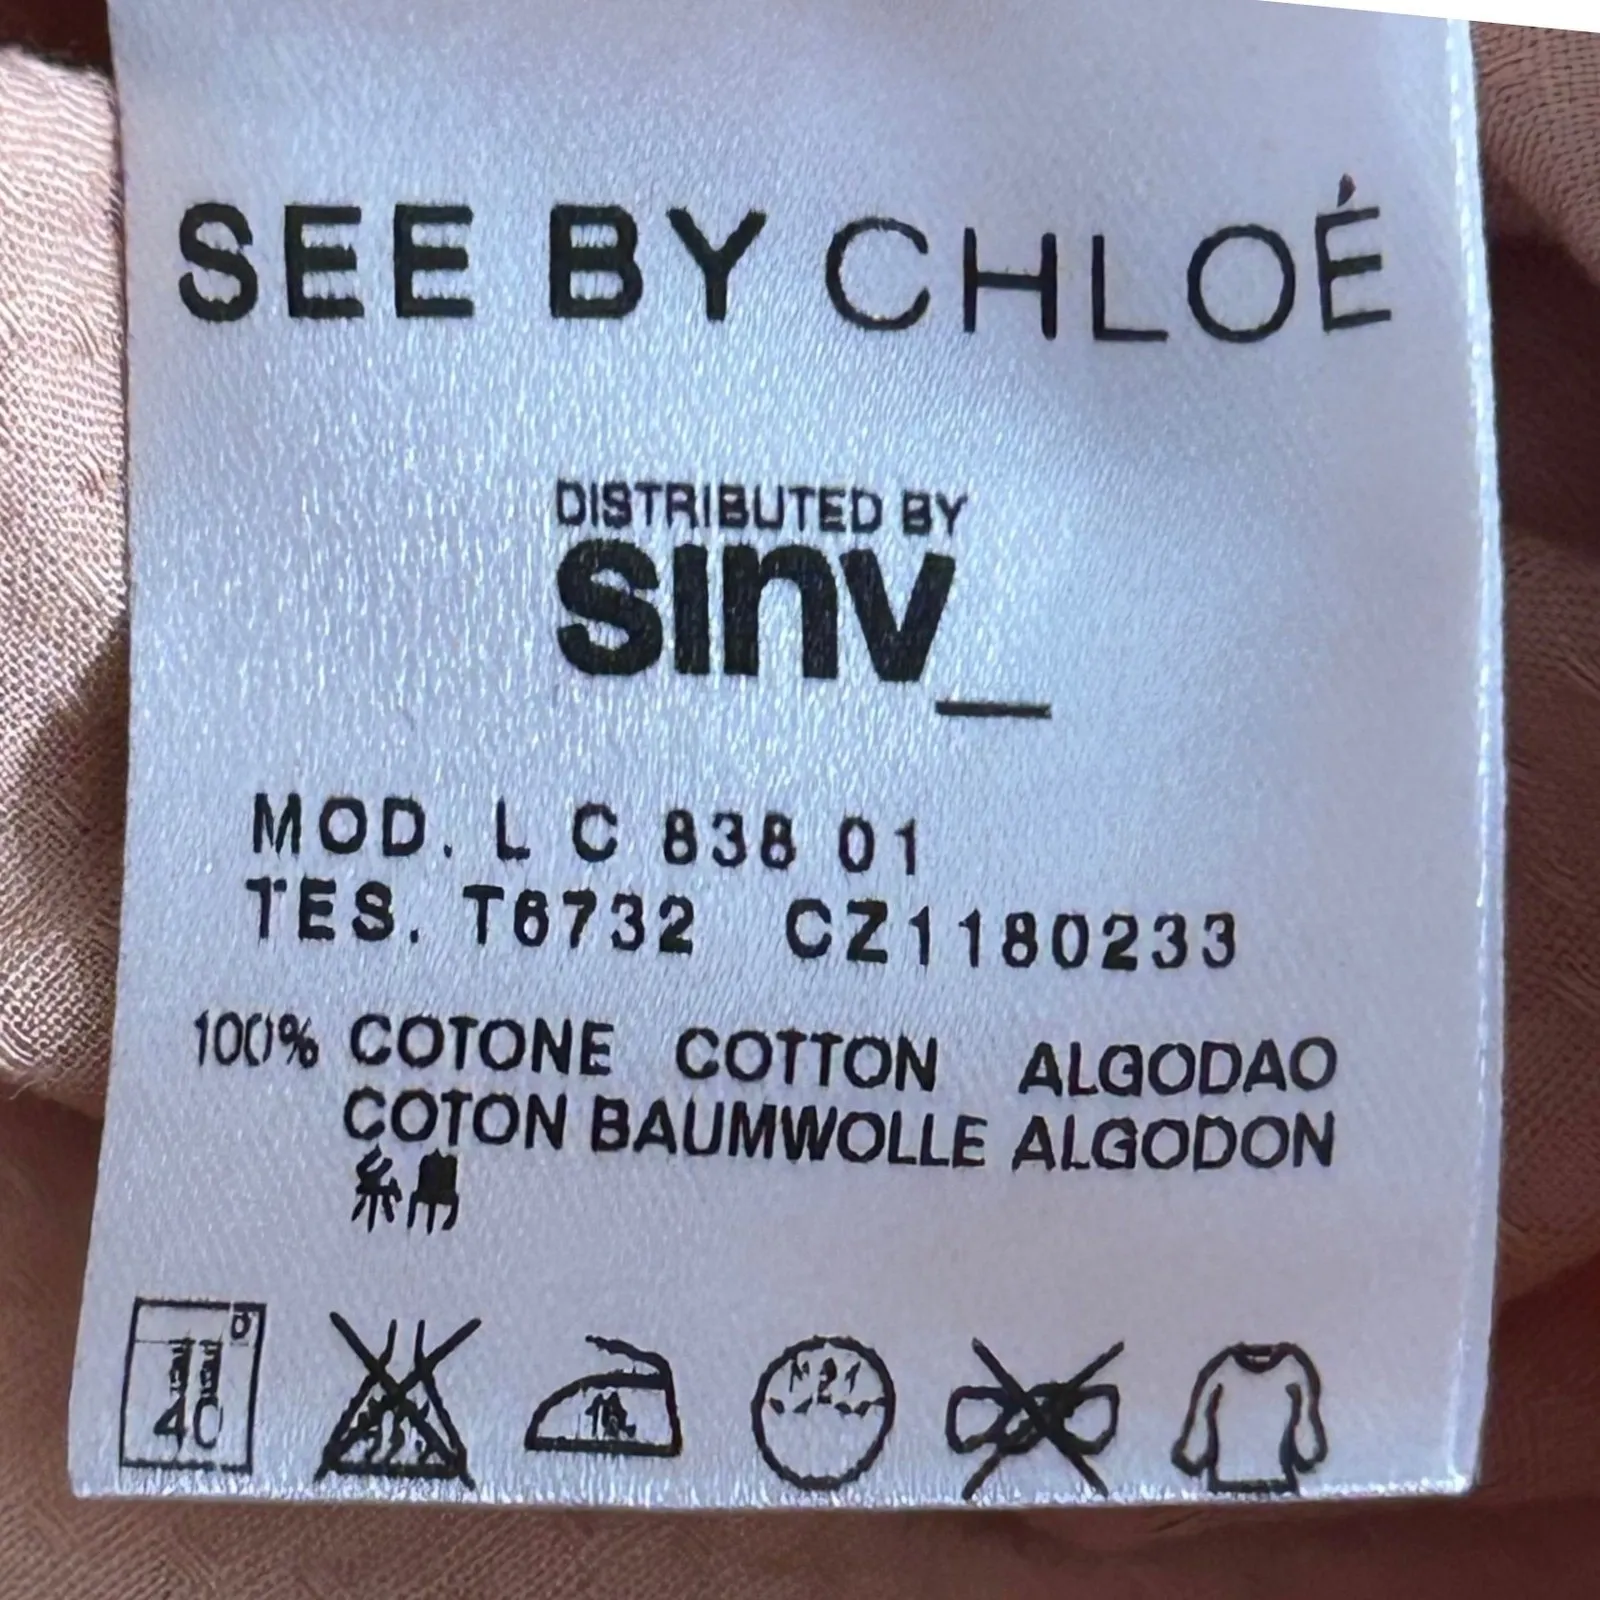 SEE BY CHLOÉ
DISTRIBUTED BY
sinv_
MOD. L C 838 01
TES. T6732 CZ1180233
100% COTONE COTTON ALGODAO
COTON BAUMWOLLE ALGODON
40